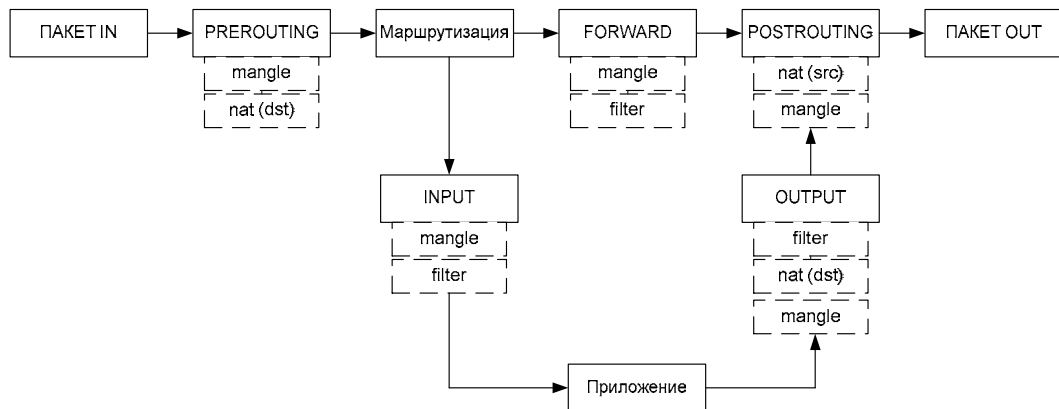 ПАКЕТ IN
PREROUTING
Маршрутизация
FORWARD
POSTROUTING
ПАКЕТ OUT
mangle
nat (dst)
mangle
filter
nat (src)
mangle
INPUT
mangle
filter
OUTPUT
filter
nat (dst)
mangle
Приложение